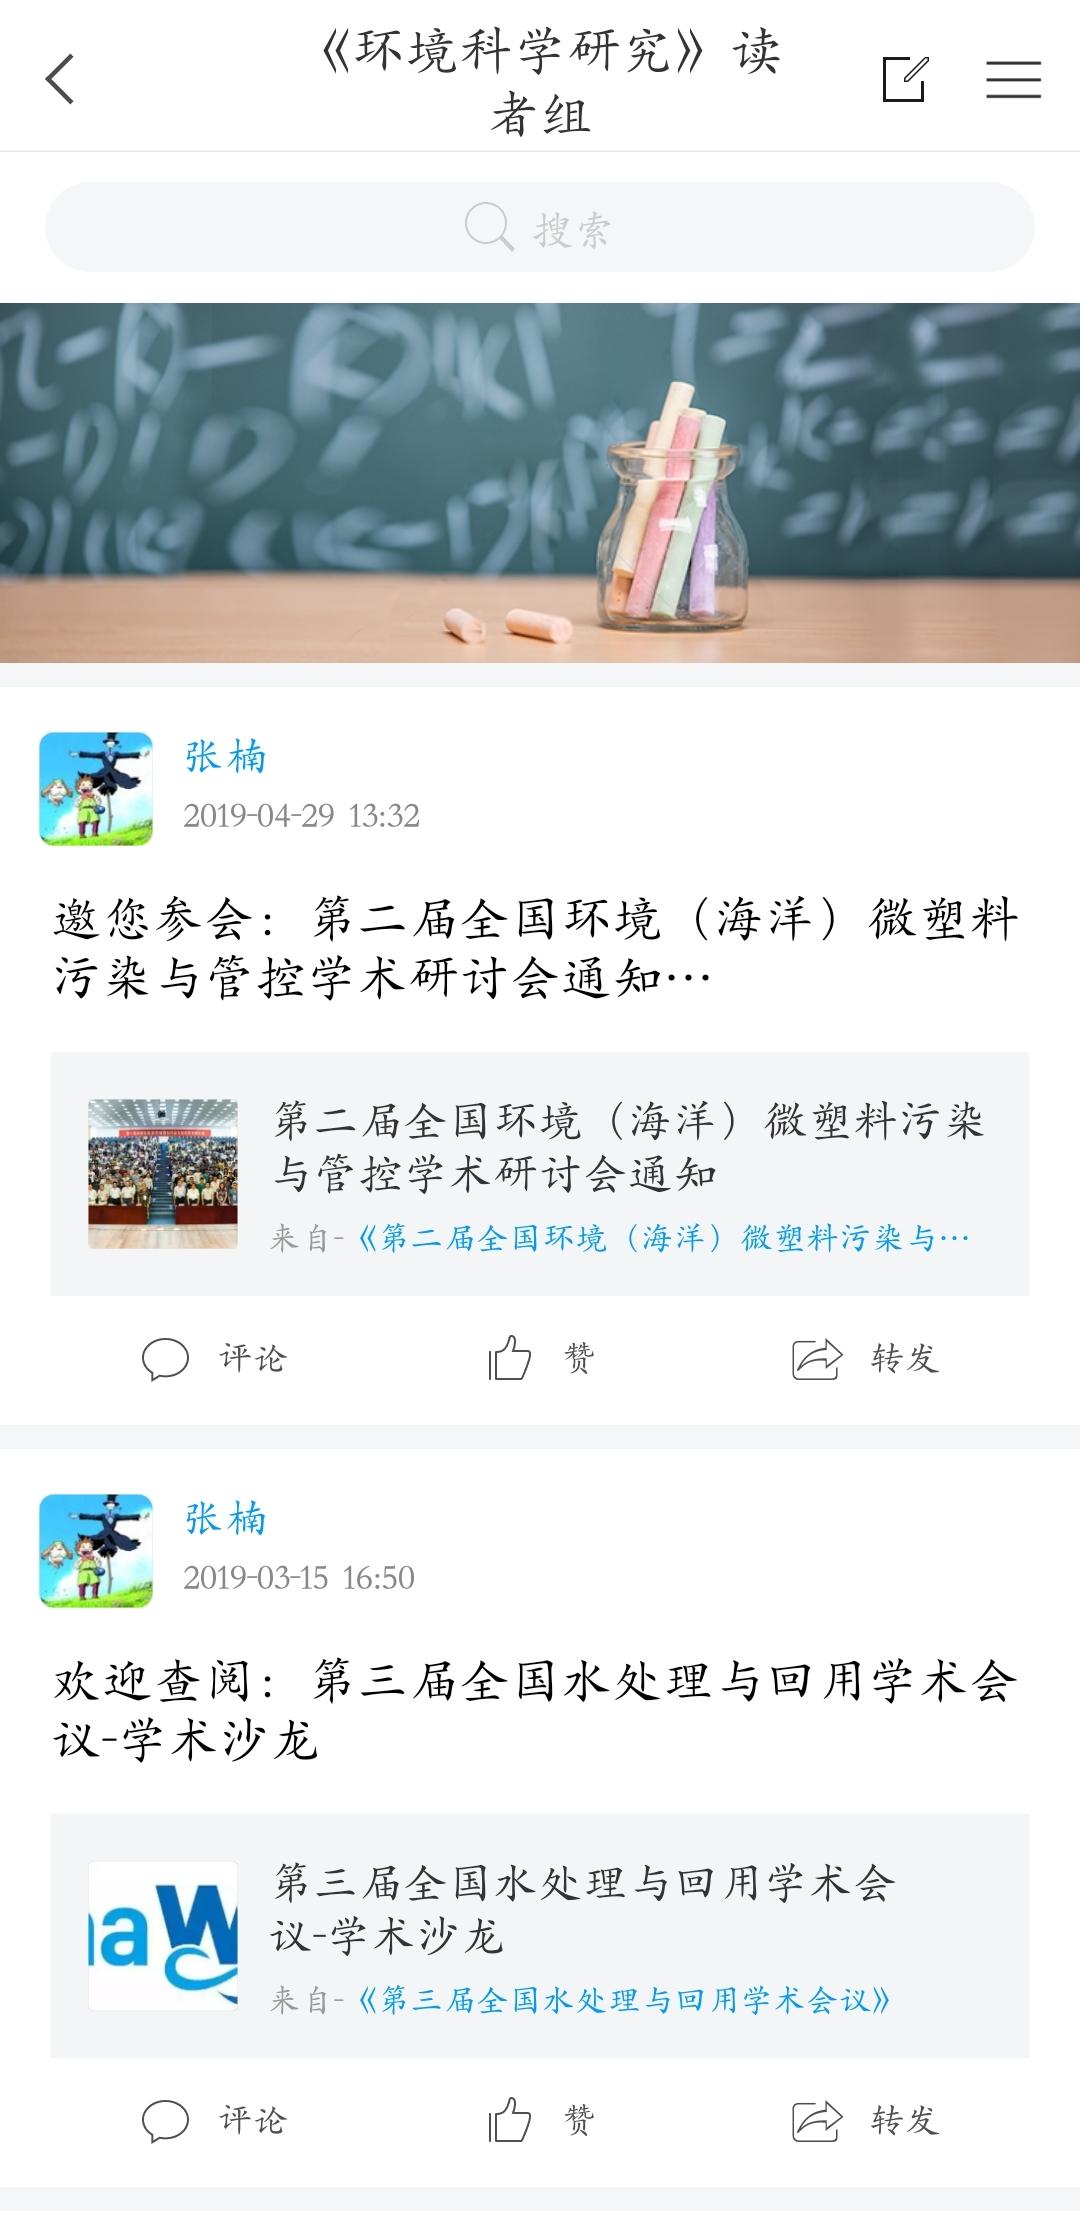 《环境科学研究》读
者组
搜索
张楠
2019-04-29 13:32
邀您参会：第二届全国环境（海洋）微塑料
污染与管控学术研讨会通知…
第二届全国环境（海洋）微塑料污染
与管控学术研讨会通知
来自-《第二届全国环境（海洋）微塑料污染与…
评论 赞 转发
张楠
2019-03-15 16:50
欢迎查阅：第三届全国水处理与回用学术会
议-学术沙龙
aW
第三届全国水处理与回用学术会
议-学术沙龙
来自-《第三届全国水处理与回用学术会议》
评论 赞 转发